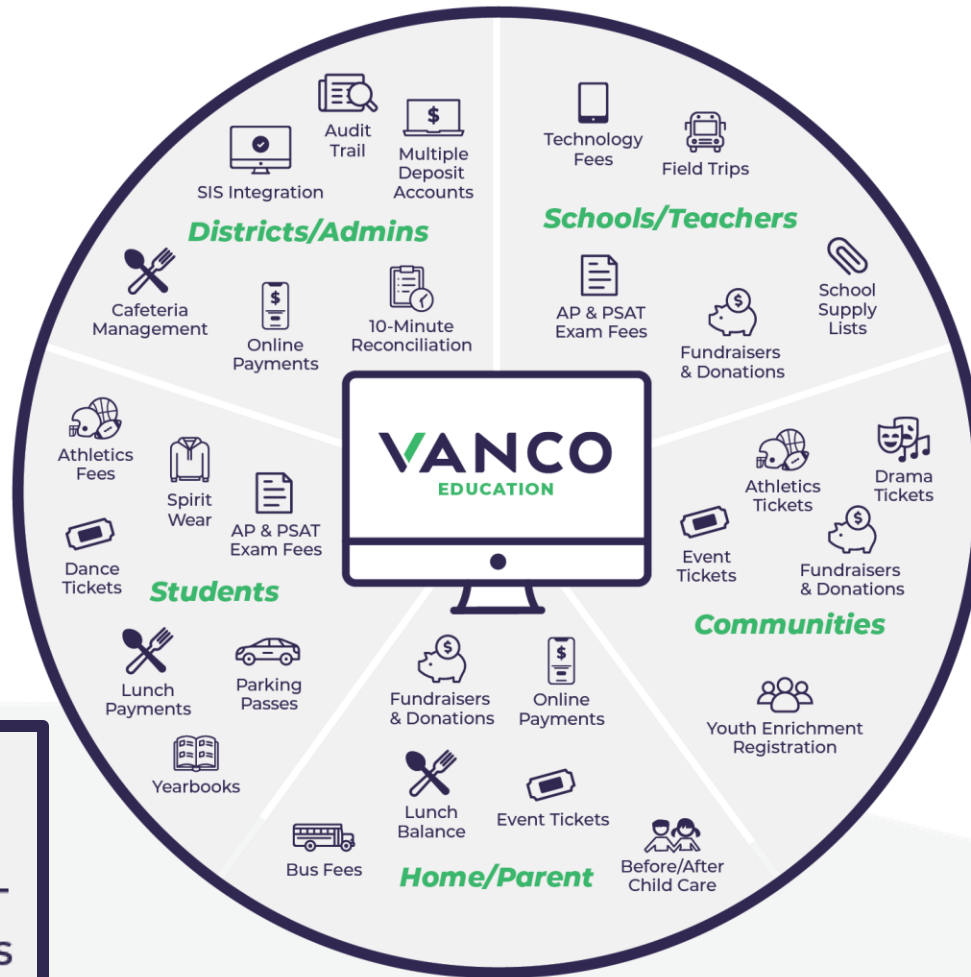 Audit
Trail
$
Multiple
Deposit
Accounts
SIS Integration
Districts/Admins
Cafeteria
Management
$
Online
Payments
10-Minute
Reconciliation
Technology
Fees
Field Trips
Schools/Teachers
AP & PSAT
Exam Fees
$
Fundraisers
& Donations
School
Supply
Lists
VANCO
EDUCATION
Athletics
Fees
Spirit
Wear
AP & PSAT
Exam Fees
Dance
Tickets
Students
Lunch
Payments
Parking
Passes
Yearbooks
Athletics
Tickets
Drama
Tickets
Event
Tickets
$
Fundraisers
& Donations
Communities
Youth Enrichment
Registration
$
Fundraisers
& Donations
$
Online
Payments
Lunch
Balance
Event Tickets
Bus Fees
Home/Parent
Before/After
Child Care
S